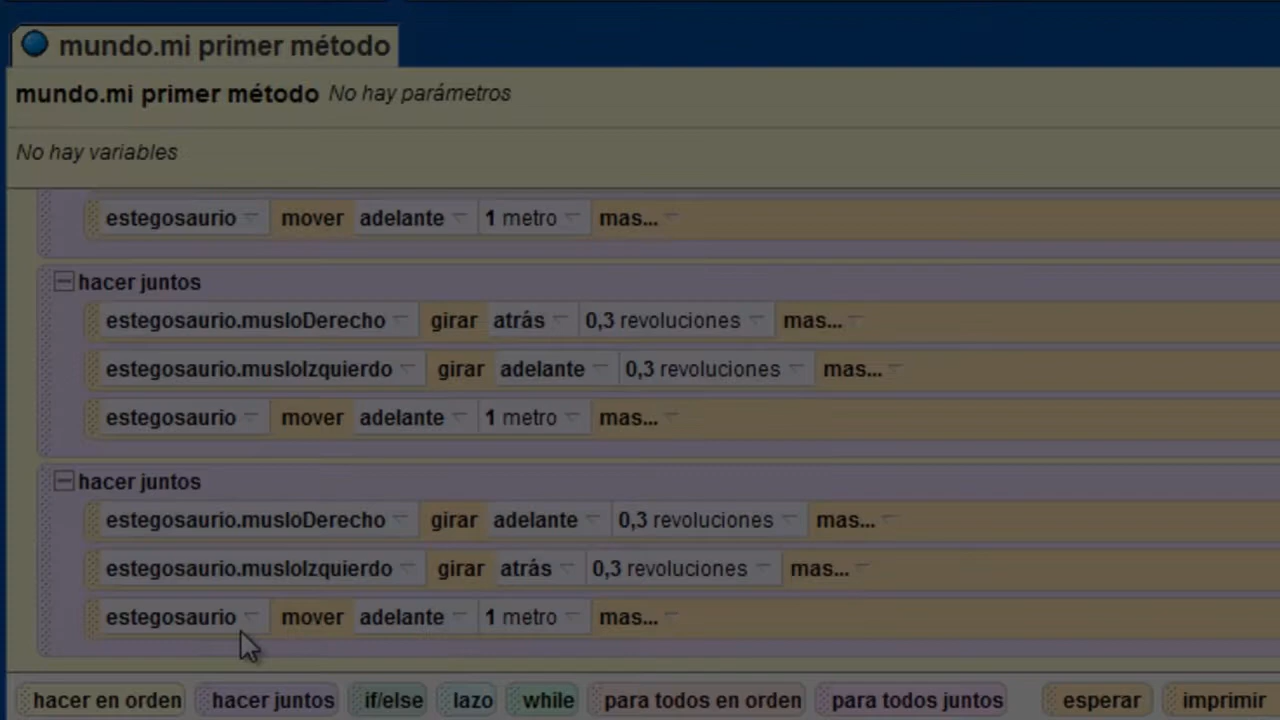 mundo.mi primer método
mundo.mi primer método No hay parámetros
No hay variables
estegosaurio mover adelante 1 metro mas...
hacer juntos
estegosaurio.musloDerecho girar atrás 0,3 revoluciones mas...
estegosaurio.musloIzquierdo girar adelante 0,3 revoluciones mas...
estegosaurio mover adelante 1 metro mas...
hacer juntos
estegosaurio.musloDerecho girar adelante 0,3 revoluciones mas...
estegosaurio.musloIzquierdo girar atrás 0,3 revoluciones mas...
estegosaurio mover adelante 1 metro mas...
hacer en orden hacer juntos if/else lazo while para todos en orden para todos juntos esperar imprimir